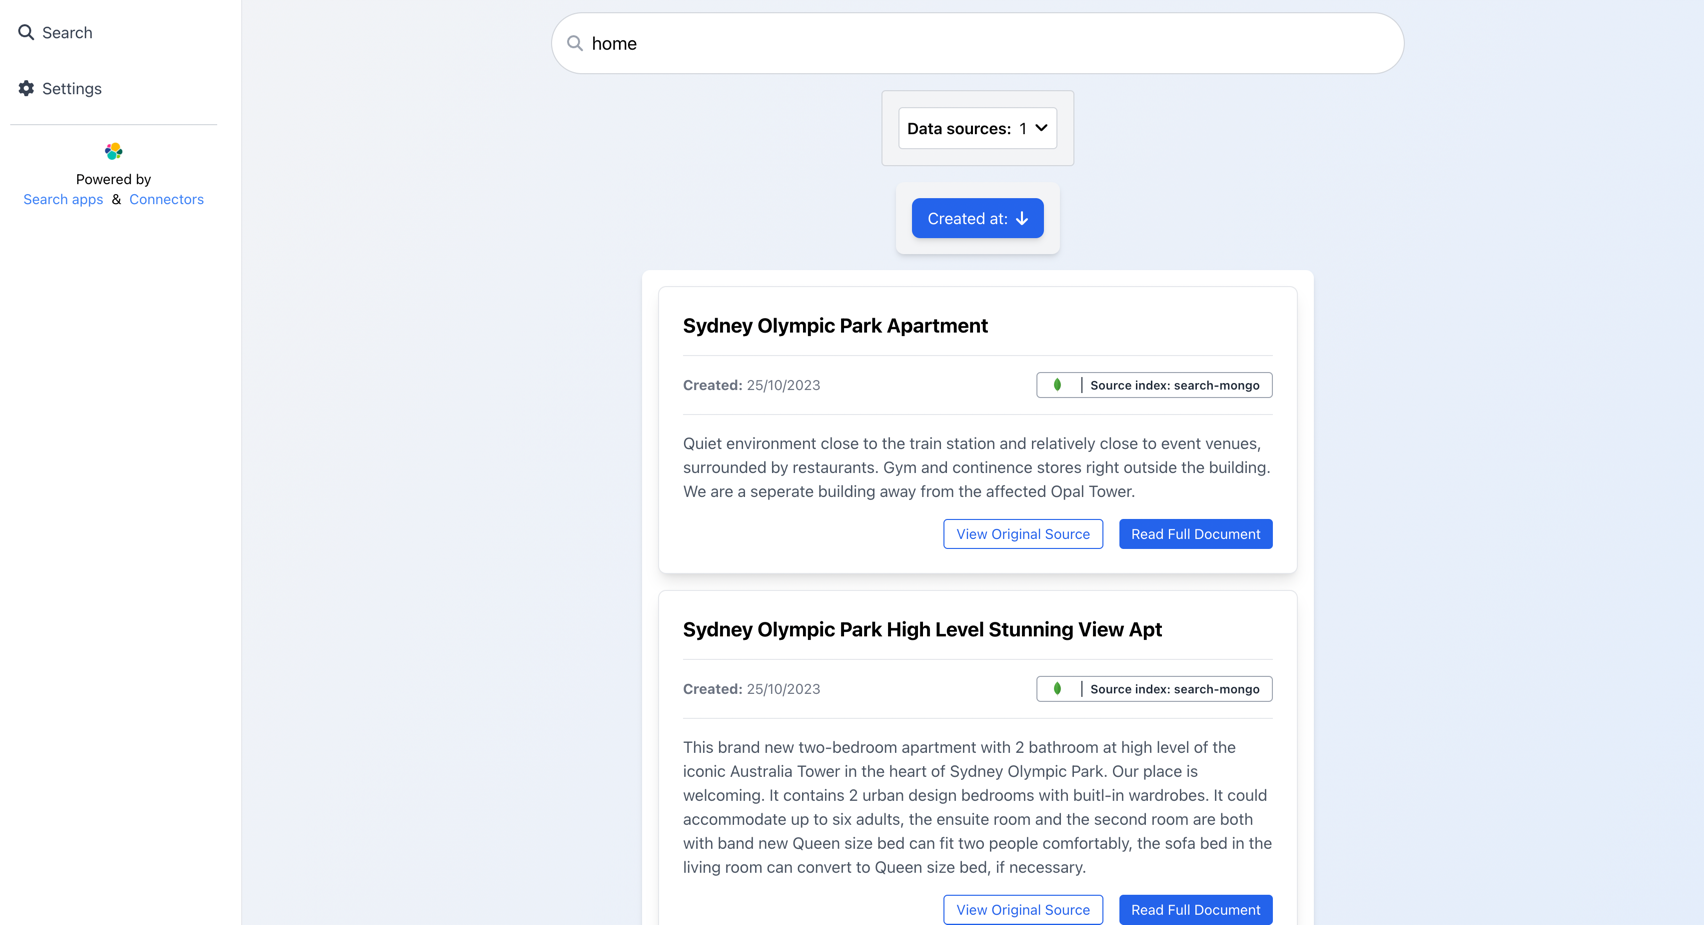 Search
Settings
Powered by
Search apps & Connectors
home
Data sources: 1
Created at:
Sydney Olympic Park Apartment
Created: 25/10/2023
| Source index: search-mongo
Quiet environment close to the train station and relatively close to event venues,
surrounded by restaurants. Gym and continence stores right outside the building.
We are a seperate building away from the affected Opal Tower.
View Original Source
Read Full Document
Sydney Olympic Park High Level Stunning View Apt
Created: 25/10/2023
| Source index: search-mongo
This brand new two-bedroom apartment with 2 bathroom at high level of the
iconic Australia Tower in the heart of Sydney Olympic Park. Our place is
welcoming. It contains 2 urban design bedrooms with buitl-in wardrobes. It could
accommodate up to six adults, the ensuite room and the second room are both
with band new Queen size bed can fit two people comfortably, the sofa bed in the
living room can convert to Queen size bed, if necessary.
View Original Source
Read Full Document